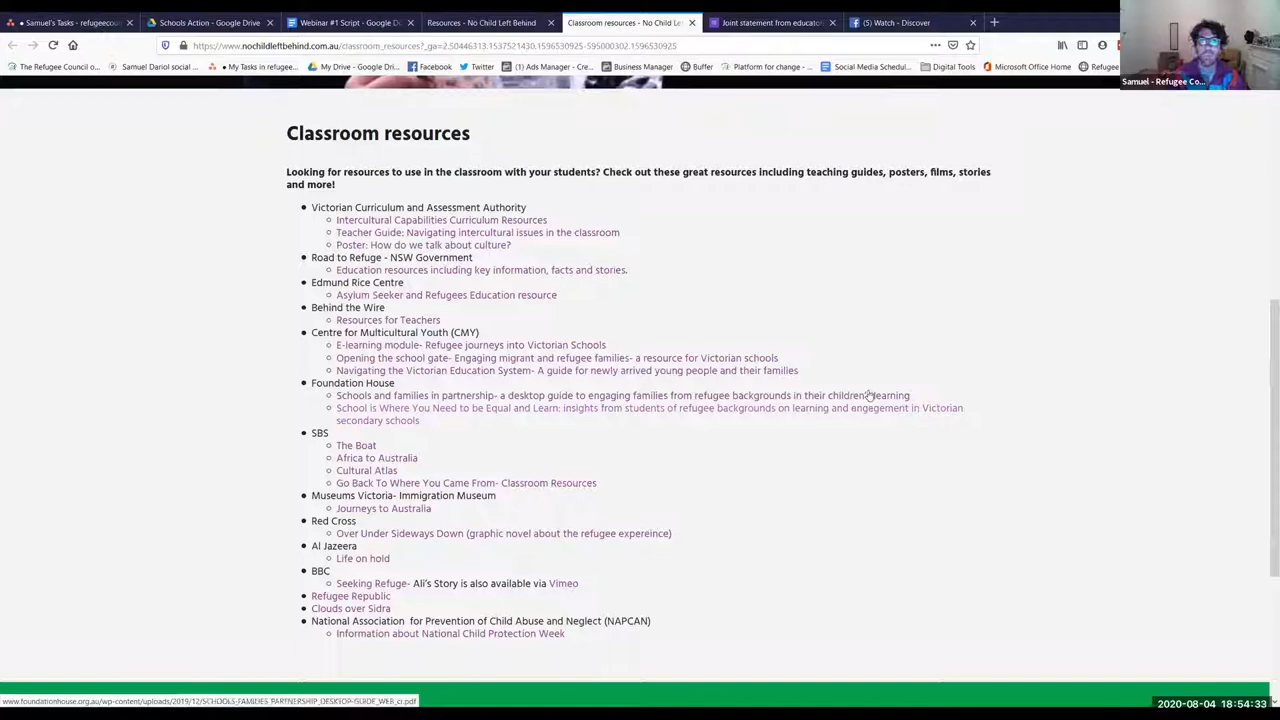 Samuel's Tasks - refugeecou
Schools Action - Google Drive
Webinar #1 Script - Google D
Resources - No Child Left Behind
Classroom resources - No Child Le
Joint statement from educato
(5) Watch - Discover
https://www.nochildleftbehind.com.au/classroom_resources?_ga=2.50446313.1537521430.1596530925-595000302.1596530925
The Refugee Council o...
Samuel Dariol social ...
My Tasks in refugee...
My Drive - Google Dri...
Facebook
Twitter
(1) Ads Manager - Cre...
Business Manager
Buffer
Platform for change - ...
Social Media Schedul...
Digital Tools
Microsoft Office Home
Refugee
Samuel - Refugee Co...
Classroom resources
Looking for resources to use in the classroom with your students? Check out these great resources including teaching guides, posters, films, stories
and more!
Victorian Curriculum and Assessment Authority
Intercultural Capabilities Curriculum Resources
Teacher Guide: Navigating intercultural issues in the classroom
Poster: How do we talk about culture?
Road to Refuge - NSW Government
Education resources including key information, facts and stories.
Edmund Rice Centre
Asylum Seeker and Refugees Education resource
Behind the Wire
Resources for Teachers
Centre for Multicultural Youth (CMY)
E-learning module- Refugee journeys into Victorian Schools
Opening the school gate- Engaging migrant and refugee families- a resource for Victorian schools
Navigating the Victorian Education System- A guide for newly arrived young people and their families
Foundation House
Schools and families in partnership- a desktop guide to engaging families from refugee backgrounds in their children learning
School is Where You Need to be Equal and Learn: insights from students of refugee backgrounds on learning and engagement in Victorian
secondary schools
SBS
The Boat
Africa to Australia
Cultural Atlas
Go Back To Where You Came From- Classroom Resources
Museums Victoria- Immigration Museum
Journeys to Australia
Red Cross
Over Under Sideways Down (graphic novel about the refugee expereince)
Al Jazeera
Life on hold
BBC
Seeking Refuge- Ali's Story is also available via Vimeo
Refugee Republic
Clouds over Sidra
National Association for Prevention of Child Abuse and Neglect (NAPCAN)
Information about National Child Protection Week
www.foundationhouse.org.au/wp-content/uploads/2019/12/SCHOOLS_FAMILIES_PARTNERSHIP_DESKTOP-GUIDE_WEB_cr.pdf
2020-08-04 18:54:33